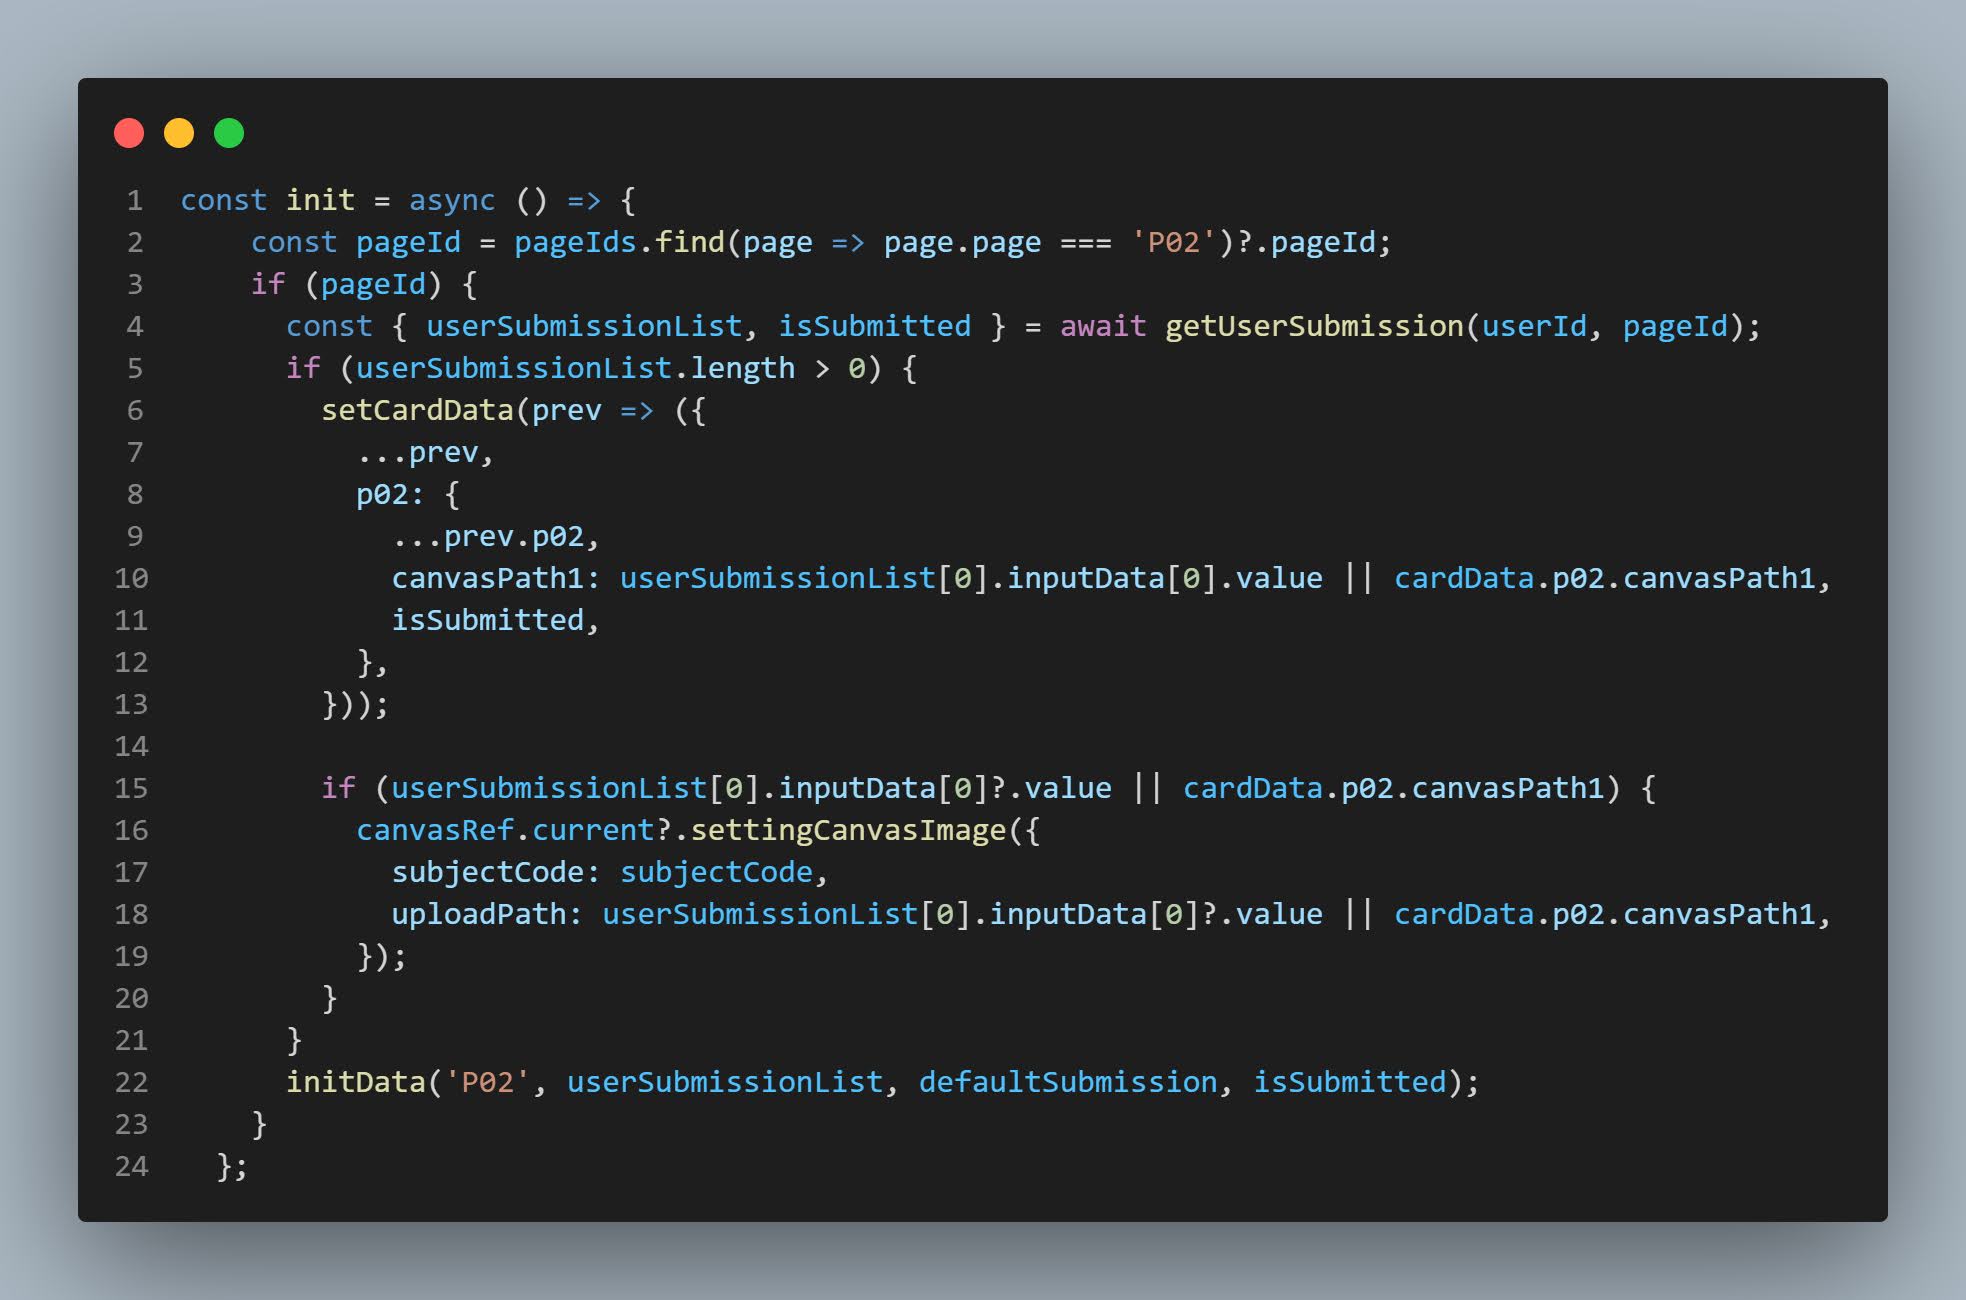 1 const init = async () => {
2     const pageId = pageIds.find(page => page.page === 'P02')?.pageId;
3     if (pageId) {
4       const { userSubmissionList, isSubmitted } = await getUserSubmission(userId, pageId);
5       if (userSubmissionList.length > 0) {
6         setCardData(prev => ({
7           ...prev,
8           p02: {
9             ...prev.p02,
10             canvasPath1: userSubmissionList[0].inputData[0].value || cardData.p02.canvasPath1,
11             isSubmitted,
12           },
13         }));
14
15         if (userSubmissionList[0].inputData[0]?.value || cardData.p02.canvasPath1) {
16           canvasRef.current?.settingCanvasImage({
17             subjectCode: subjectCode,
18             uploadPath: userSubmissionList[0].inputData[0]?.value || cardData.p02.canvasPath1,
19           });
20         }
21       }
22       initData('P02', userSubmissionList, defaultSubmission, isSubmitted);
23     }
24   };